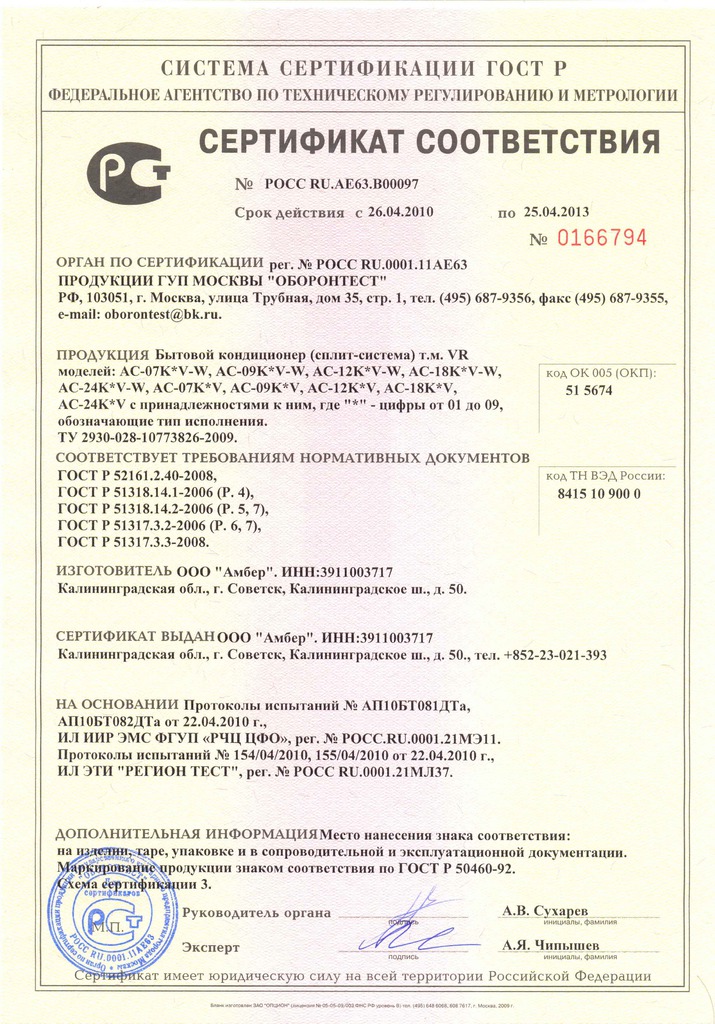 СИСТЕМА СЕРТИФИКАЦИИ ГОСТ Р
ФЕДЕРАЛЬНОЕ АГЕНТСТВО ПО ТЕХНИЧЕСКОМУ РЕГУЛИРОВАНИЮ И МЕТРОЛОГИИ
СЕРТИФИКАТ СООТВЕТСТВИЯ
№ РОСС RU.АЕ63.В00097
Срок действия с 26.04.2010 по 25.04.2013
№ 0166794
ОРГАН ПО СЕРТИФИКАЦИИ рег. № РОСС RU.0001.11АЕ63
ПРОДУКЦИИ ГУП МОСКВЫ "ОБОРОНТЕСТ"
РФ, 103051, г. Москва, улица Трубная, дом 35, стр. 1, тел. (495) 687-9356, факс (495) 687-9355,
e-mail: oborontest@bk.ru.
ПРОДУКЦИЯ Бытовой кондиционер (сплит-система) т.м. VR
моделей: AC-07K*V-W, AC-09K*V-W, AC-12K*V-W, AC-18K*V-W,
AC-24K*V-W, AC-07K*V, AC-09K*V, AC-12K*V, AC-18K*V,
AC-24K*V с принадлежностями к ним, где "*" - цифры от 01 до 09,
обозначающие тип исполнения.
ТУ 2930-028-10773826-2009.
код ОК 005 (ОКП):
51 5674
СООТВЕТСТВУЕТ ТРЕБОВАНИЯМ НОРМАТИВНЫХ ДОКУМЕНТОВ
ГОСТ Р 52161.2.40-2008,
ГОСТ Р 51318.14.1-2006 (Р. 4),
ГОСТ Р 51318.14.2-2006 (Р. 5, 7),
ГОСТ Р 51317.3.2-2006 (Р. 6, 7),
ГОСТ Р 51317.3.3-2008.
код ТН ВЭД России:
8415 10 900 0
ИЗГОТОВИТЕЛЬ ООО "Амбер". ИНН:3911003717
Калининградская обл., г. Советск, Калининградское ш., д. 50.
СЕРТИФИКАТ ВЫДАН ООО "Амбер". ИНН:3911003717
Калининградская обл., г. Советск, Калининградское ш., д. 50., тел. +852-23-021-393
НА ОСНОВАНИИ Протоколы испытаний № АП10БТ081ДТа,
АП10БТ082ДТа от 22.04.2010 г.,
ИЛ ИИР ЭМС ФГУП «РЧЦ ЦФО», рег. № РОСС.RU.0001.21МЭ11.
Протоколы испытаний № 154/04/2010, 155/04/2010 от 22.04.2010 г.,
ИЛ ЭТИ "РЕГИОН ТЕСТ", рег. № РОСС RU.0001.21МЛ37.
ДОПОЛНИТЕЛЬНАЯ ИНФОРМАЦИЯ Место нанесения знака соответствия:
на изделии, таре, упаковке и в сопроводительной и эксплуатационной документации.
Маркирование продукции знаком соответствия по ГОСТ Р 50460-92.
Схема сертификации 3.
М.П.
РОСС RU.0001.11АЕ63
Руководитель органа
подпись
А.В. Сухарев
инициалы, фамилия
Эксперт
подпись
А.Я. Чипышев
инициалы, фамилия
Сертификат имеет юридическую силу на всей территории Российской Федерации